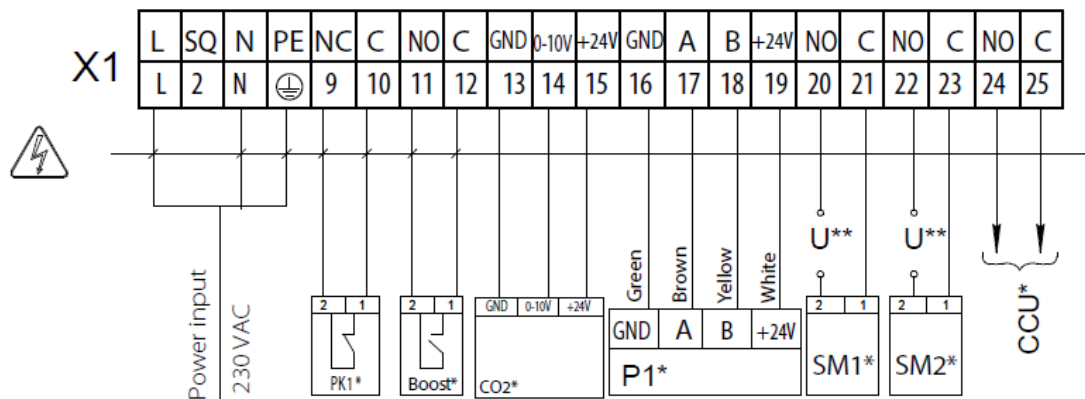 X1
L SQ N PE NC C NO C GND 0-10V +24V GND A B +24V NO C NO C NO C
L 2 N 9 10 11 12 13 14 15 16 17 18 19 20 21 22 23 24 25
Power input
230 VAC
2 1
PK1*
2 1
Boost*
GND 0-10V +24V
CO2*
Green
Brown
Yellow
White
GND A B +24V
P1*
U**
2 1
SM1*
U**
2 1
SM2*
CCU*